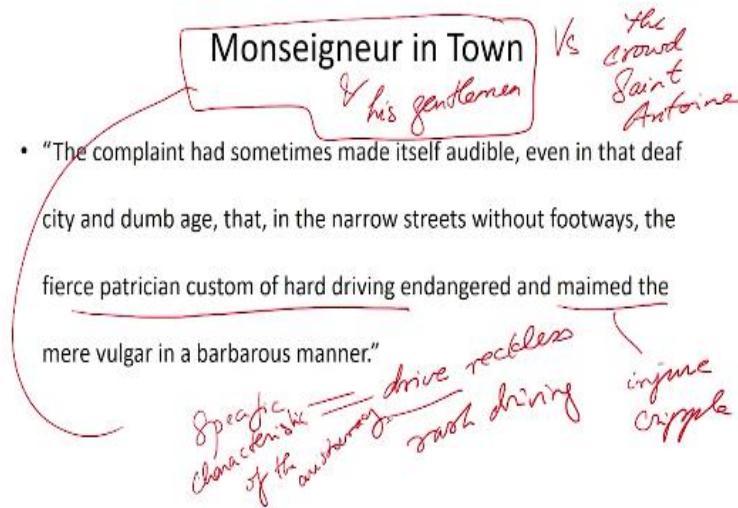 Monseigneur in Town
& his gentlemen
Vs the
crowd
Saint
Antoine
• “The complaint had sometimes made itself audible, even in that deaf
city and dumb age, that, in the narrow streets without footways, the
fierce patrician custom of hard driving endangered and maimed the
mere vulgar in a barbarous manner.”
Specific
characteristic
of the aristocracy
drive reckless
rash driving
injure
cripple